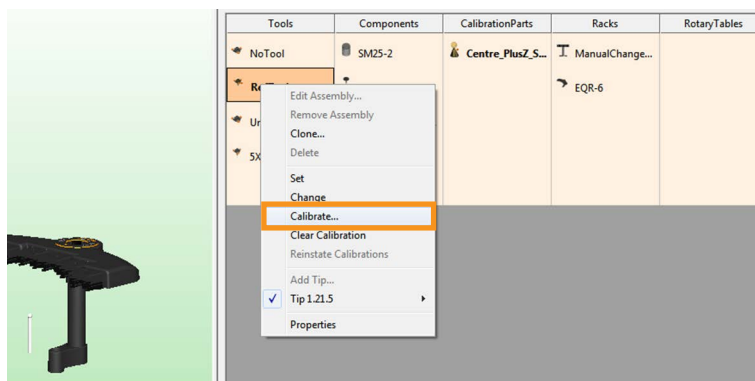 Tools Components CalibrationParts Racks RotaryTables
NoTool SM25-2 Centre_PlusZ_S... ManualChange...
EQR-6
Edit Assembly...
Remove Assembly
Clone...
Delete
Set
Change
Calibrate...
Clear Calibration
Reinstate Calibrations
Add Tip...
Tip 1.21.5
Properties